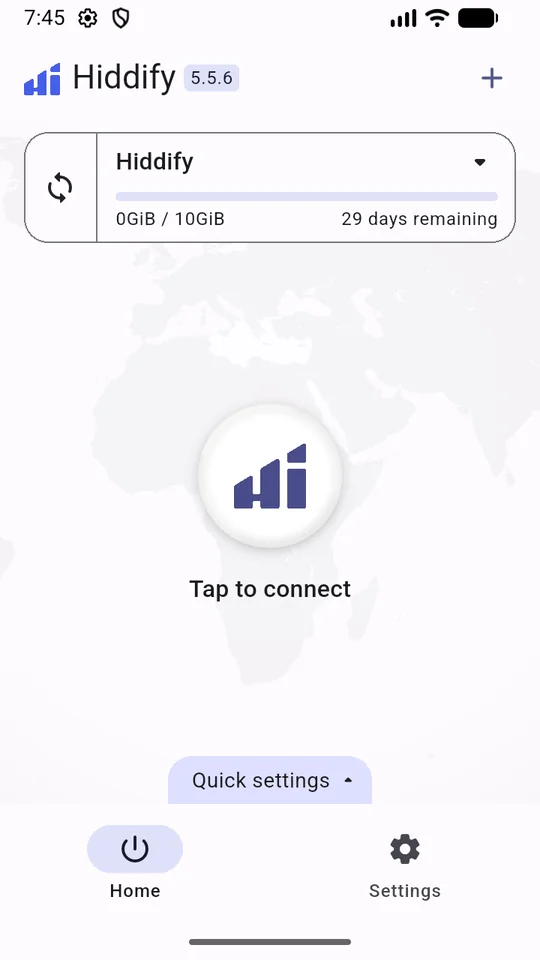 7:45
Hiddify 5.5.6
Hiddify
0GiB / 10GiB 29 days remaining
Tap to connect
Quick settings
Home Settings